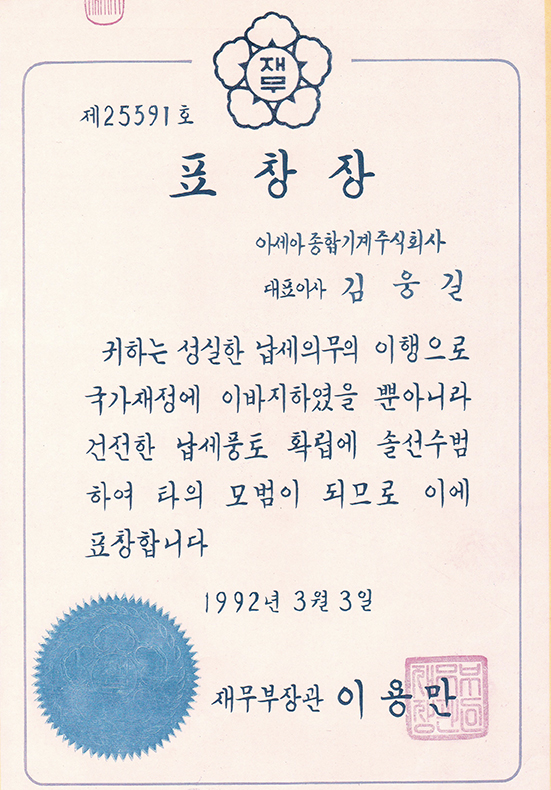 재
무
제25591호
표창장
아세아종합기계주식회사
대표이사 김웅길
귀하는 성실한 납세의무의 이행으로
국가재정에 이바지하였을 뿐아니라
건전한 납세풍토 확립에 솔선수범
하여 타의 모범이 되므로 이에
표창합니다
1992년 3월 3일
재무부장관 이용만